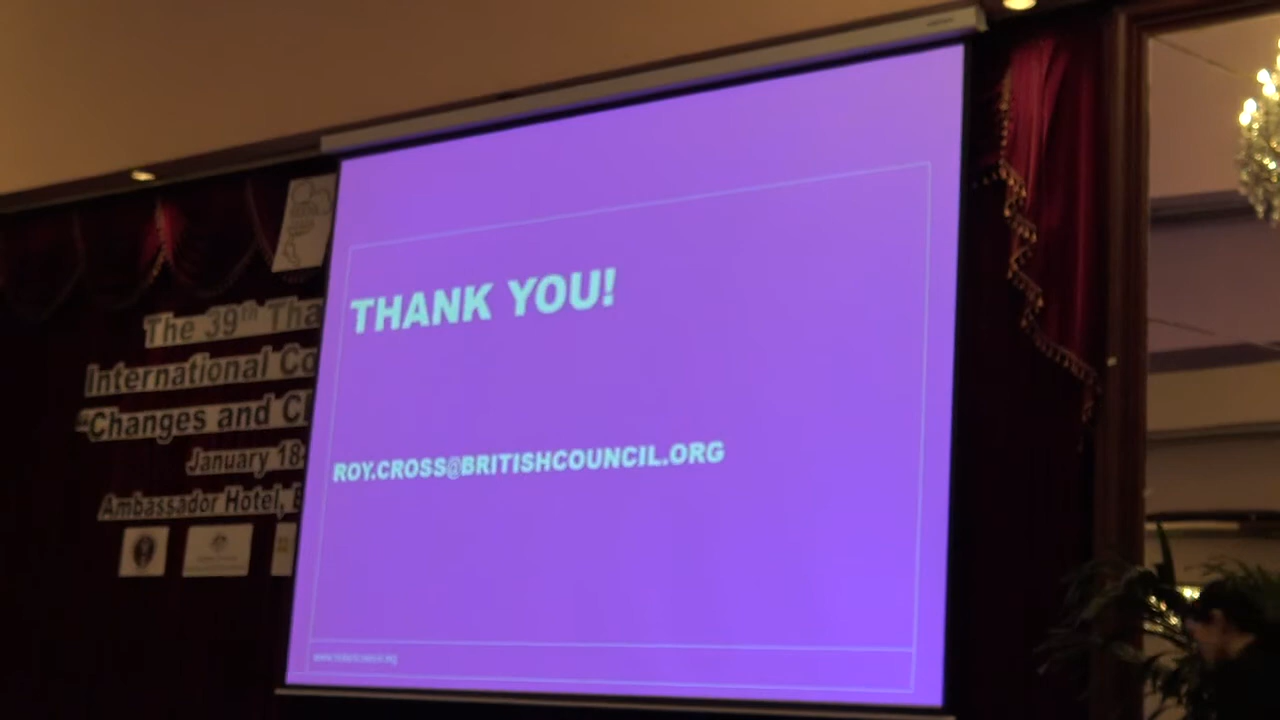 The 39th Tha
International Co
"Changes and Cl
January 18-
Ambassador Hotel, B
THANK YOU!
ROY.CROSS@BRITISHCOUNCIL.ORG